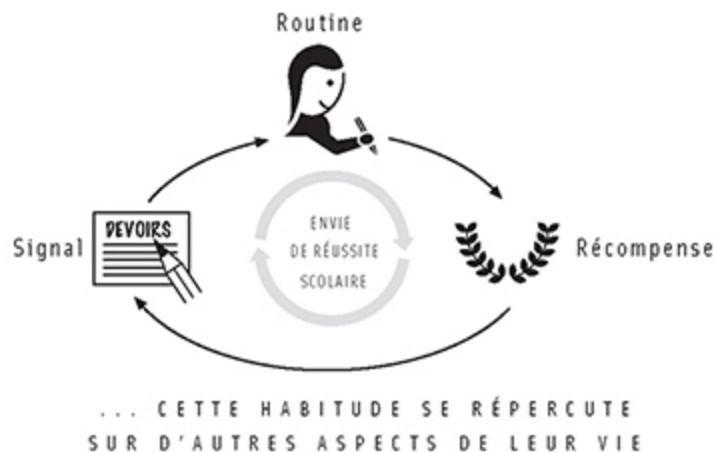 Routine
Signal
DEVOIRS
ENVIE
DE RÉUSSITE
SCOLAIRE
Récompense
... CETTE HABITUDE SE RÉPERCUTE
SUR D'AUTRES ASPECTS DE LEUR VIE